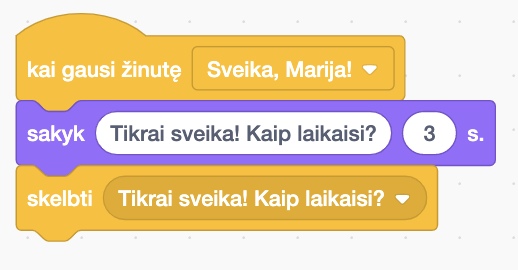 kai gausi žinutę Sveika, Marija!
sakyk Tikrai sveika! Kaip laikaisi? 3 s.
skelbti Tikrai sveika! Kaip laikaisi?